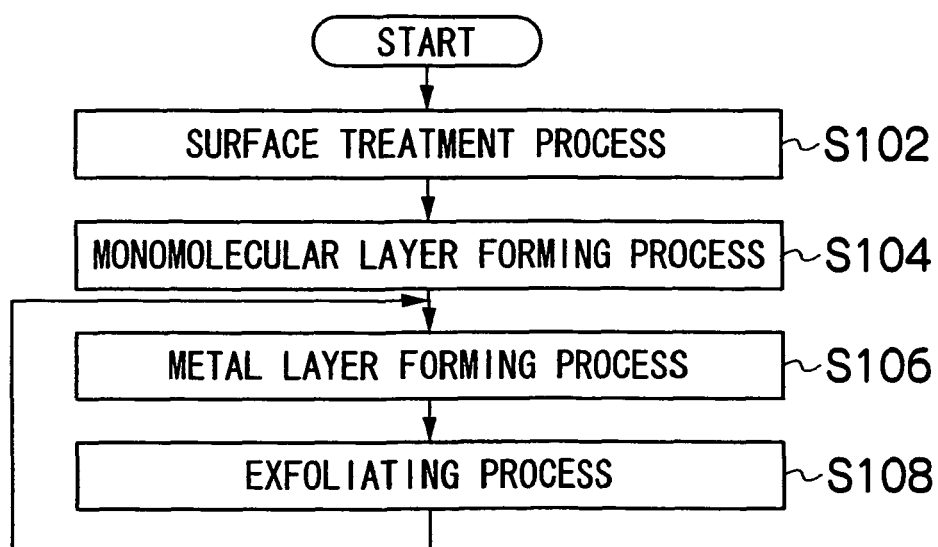 START
SURFACE TREATMENT PROCESS S102
MONOMOLECULAR LAYER FORMING PROCESS S104
METAL LAYER FORMING PROCESS S106
EXFOLIATING PROCESS S108